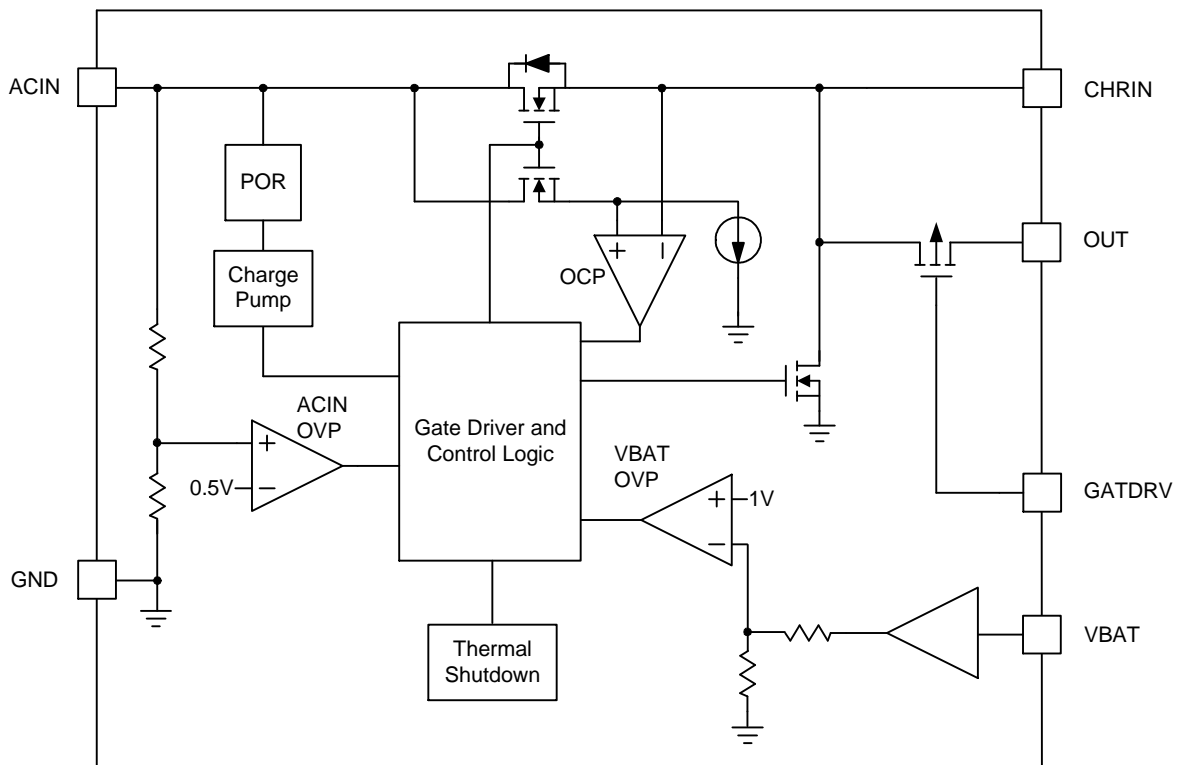 ACIN
CHRIN
POR
OUT
Charge
Pump
+
−
OCP
ACIN
OVP
Gate Driver and
Control Logic
VBAT
OVP
+
0.5V
−
+
1V
−
GATDRV
GND
VBAT
Thermal
Shutdown